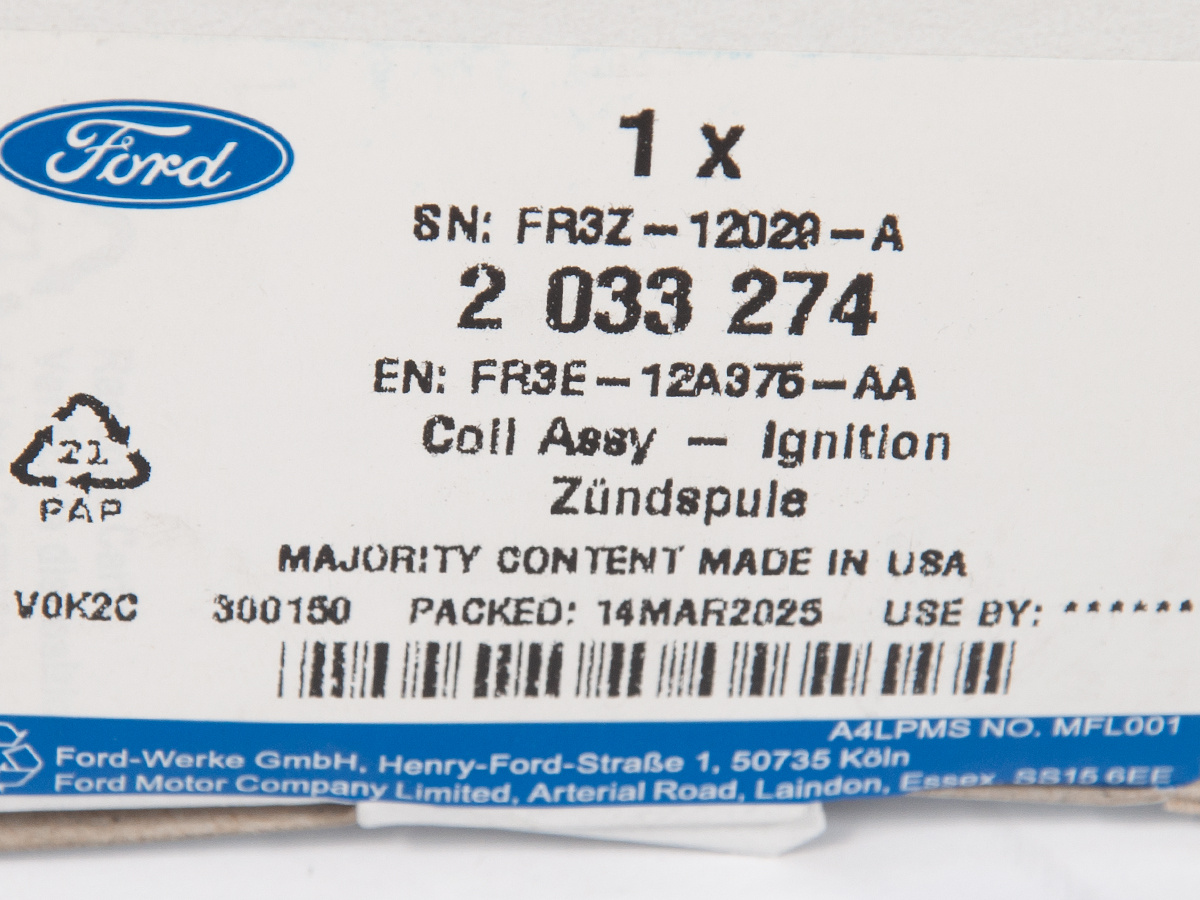 Ford
1 x
SN: FR3Z-12029-A
2 033 274
EN: FR3E-12A375-AA
Coil Assy - Ignition
Zündspule
21
PAP
MAJORITY CONTENT MADE IN USA
V0K2C 300150 PACKED: 14MAR2025 USE BY: ******
A4LPMS NO. MFL001
Ford-Werke GmbH, Henry-Ford-Straße 1, 50735 Köln
Ford Motor Company Limited, Arterial Road, Laindon, Essex SS15 6EE